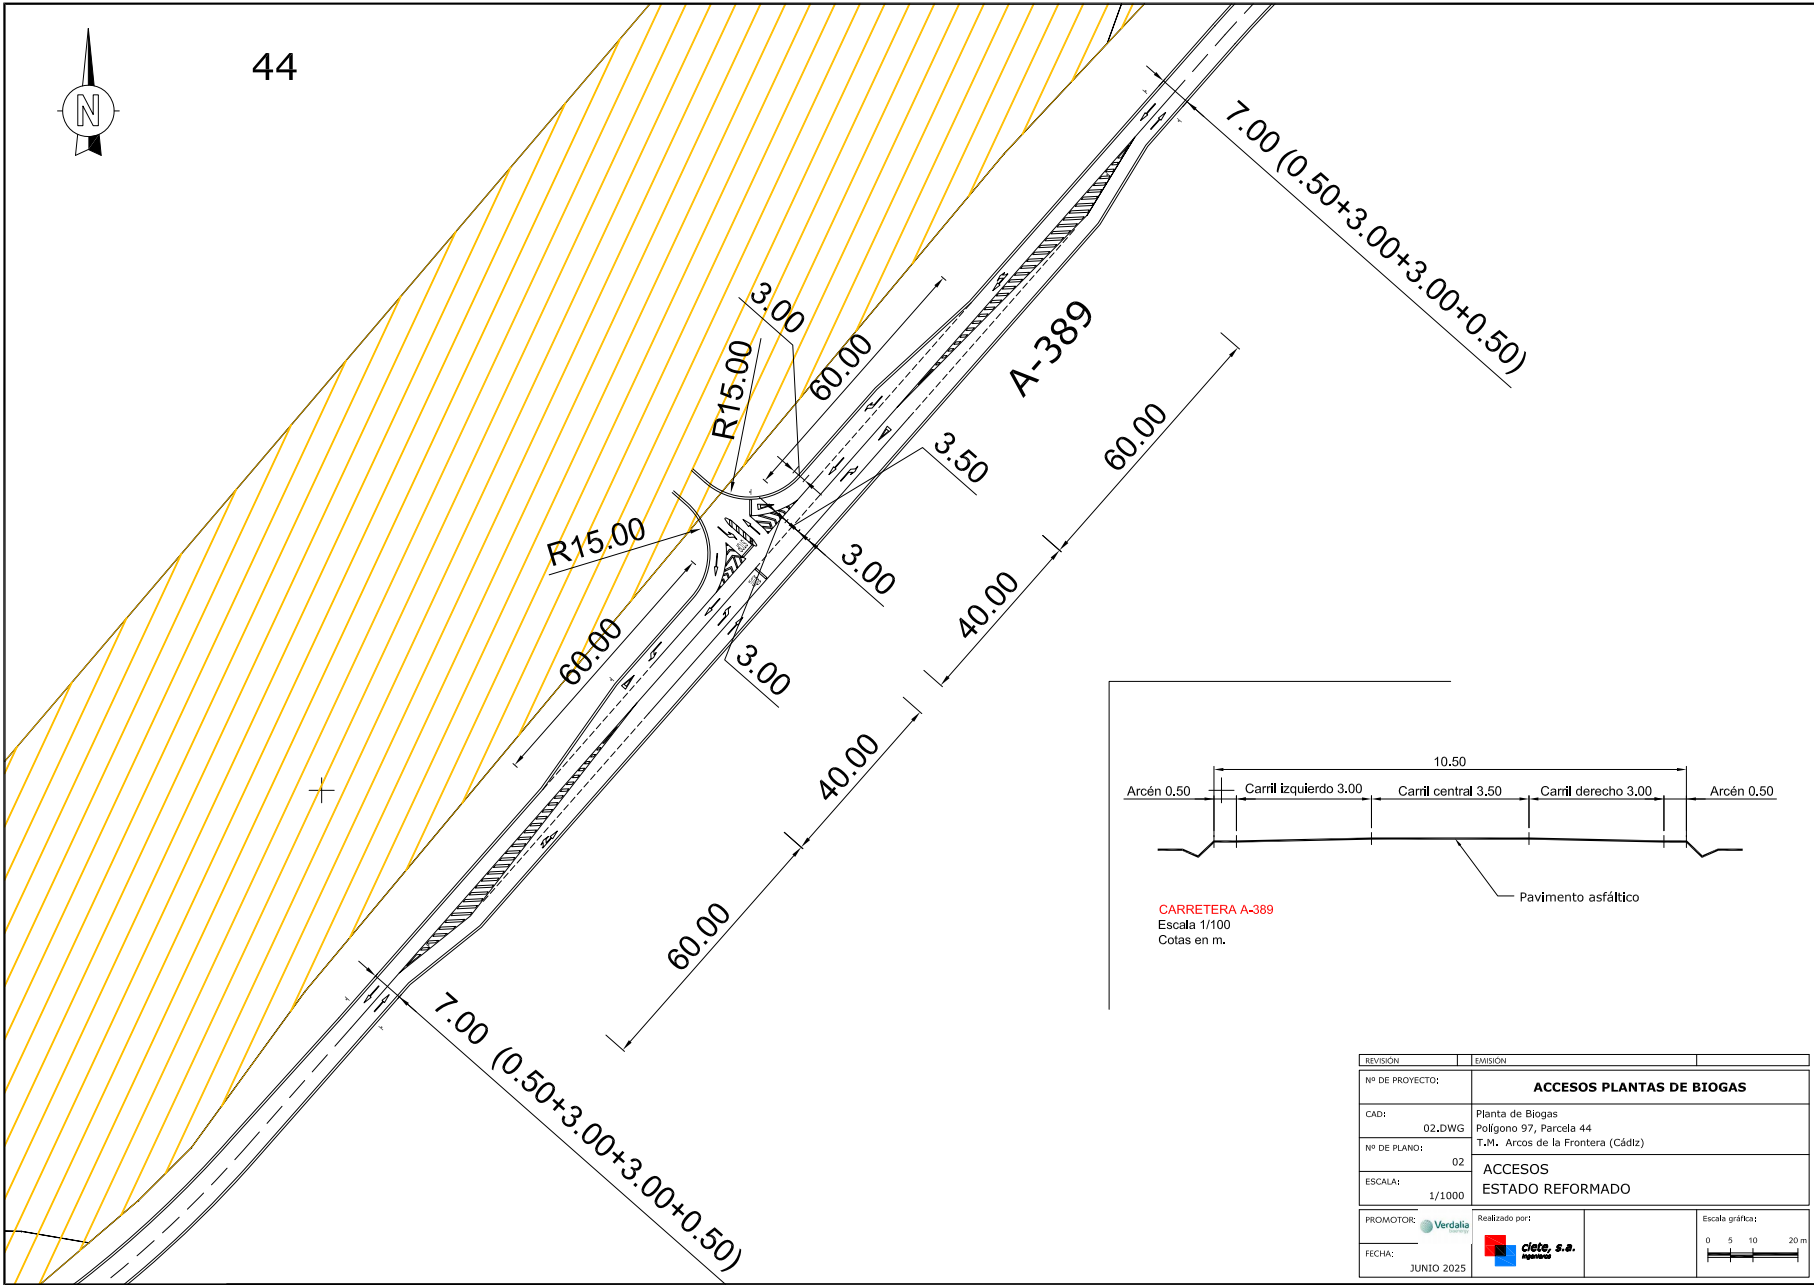 44
N
7.00 (0.50+3.00+3.00+0.50)
3.00
R15.00
60.00
A-389
60.00
3.50
R15.00
3.00
40.00
60.00
3.00
40.00
60.00
7.00 (0.50+3.00+3.00+0.50)
10.50
Arcén 0.50
Carril izquierdo 3.00
Carril central 3.50
Carril derecho 3.00
Arcén 0.50
Pavimento asfáltico
CARRETERA A-389
Escala 1/100
Cotas en m.
REVISIÓN
EMISIÓN
Nº DE PROYECTO:
ACCESOS PLANTAS DE BIOGAS
CAD:
02.DWG
Planta de Biogas
Polígono 97, Parcela 44
T.M. Arcos de la Frontera (Cádiz)
Nº DE PLANO:
02
ACCESOS
ESTADO REFORMADO
ESCALA:
1/1000
PROMOTOR:
Verdalia
Realizado por:
ciete, s.a.
Ingenieros
Escala gráfica:
0 5 10 20 m
FECHA:
JUNIO 2025